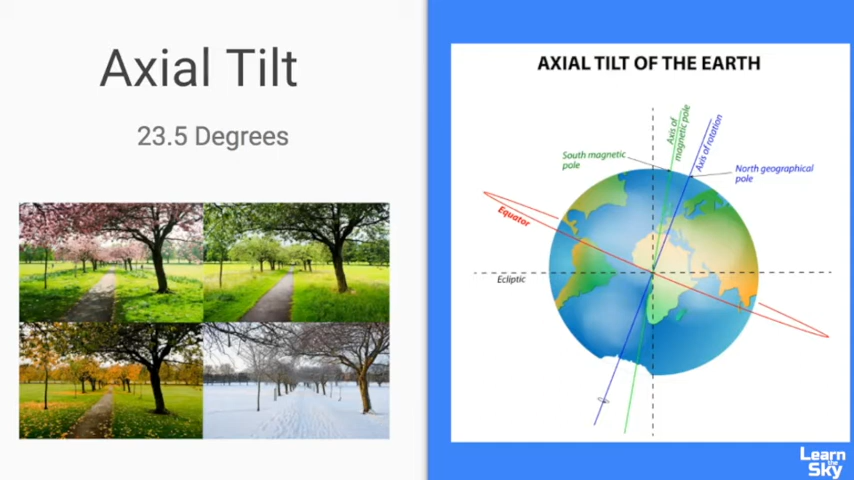 Axial Tilt
23.5 Degrees
AXIAL TILT OF THE EARTH
Axis of
magnetic pole
Axis of rotation
South magnetic
pole
North geographical
pole
Equator
Ecliptic
Learn
the
Sky